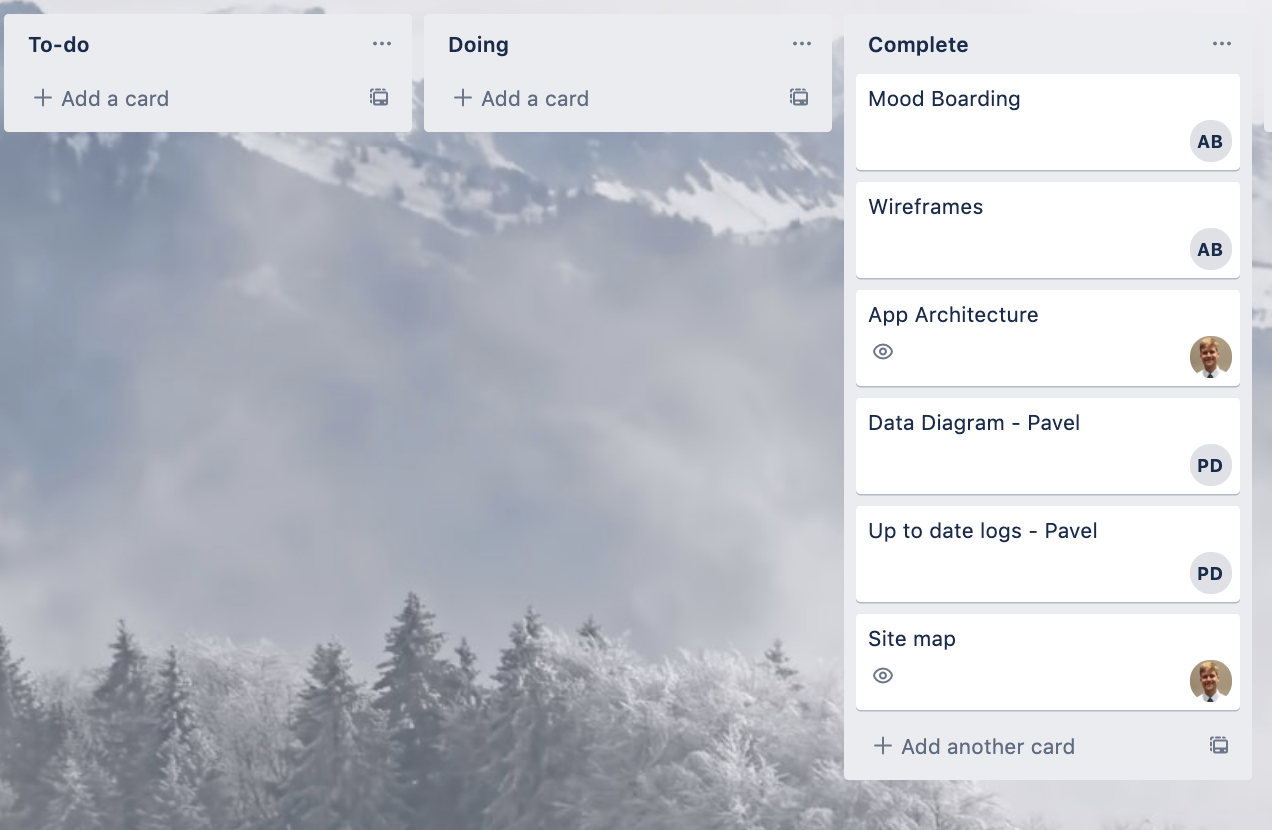 To-do
Add a card
Doing
Add a card
Complete
Mood Boarding
AB
Wireframes
AB
App Architecture
Data Diagram - Pavel
PD
Up to date logs - Pavel
PD
Site map
Add another card